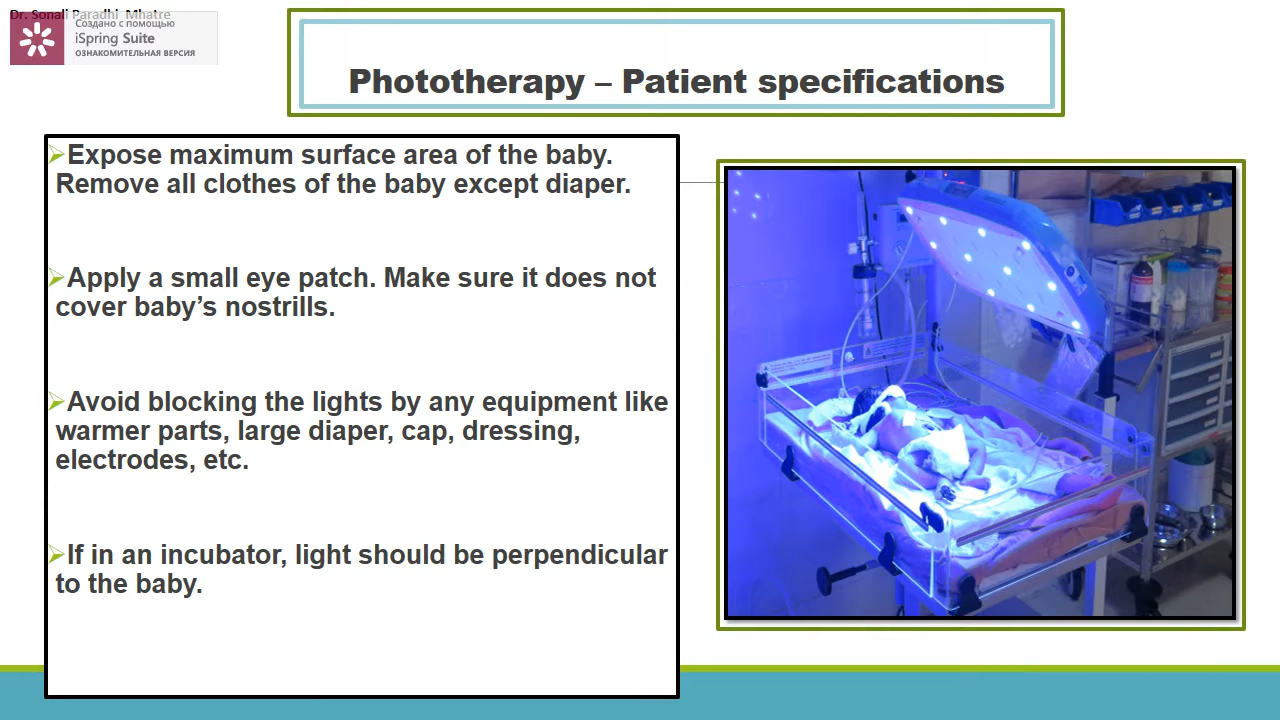 Dr. Sonali Paradhi Mhatre
Создано с помощью
iSpring Suite
ОЗНАКОМИТЕЛЬНАЯ ВЕРСИЯ
Phototherapy – Patient specifications
Expose maximum surface area of the baby.
Remove all clothes of the baby except diaper.
Apply a small eye patch. Make sure it does not
cover baby’s nostrills.
Avoid blocking the lights by any equipment like
warmer parts, large diaper, cap, dressing,
electrodes, etc.
If in an incubator, light should be perpendicular
to the baby.